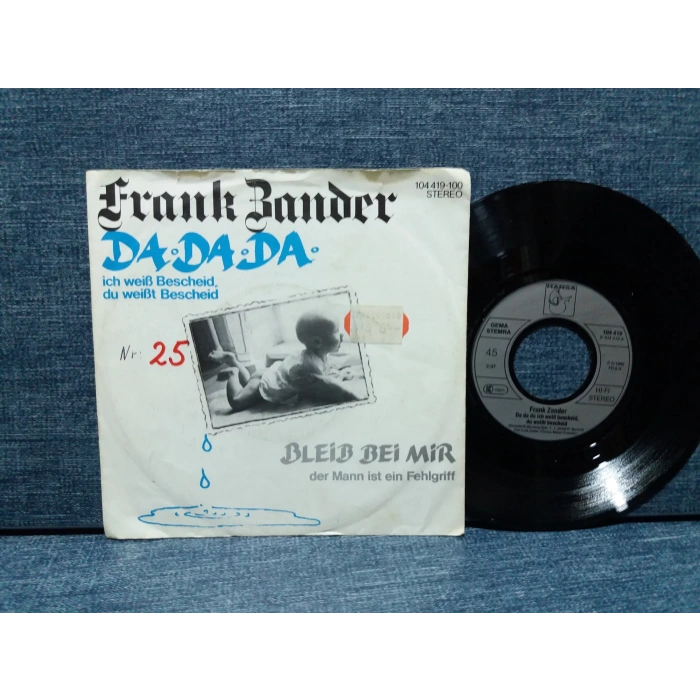 104 419-100
STEREO
Frank Zander
DA·DA·DA·
ich weiß Bescheid,
du weißt Bescheid
Nr: 25
BLEIB BEI MIR
der Mann ist ein Fehlgriff
HANSA
GEMA
STEMRA
104 419
45
HI-FI
STEREO
Frank Zander
Da da da ich weiß bescheid,
du weißt bescheid